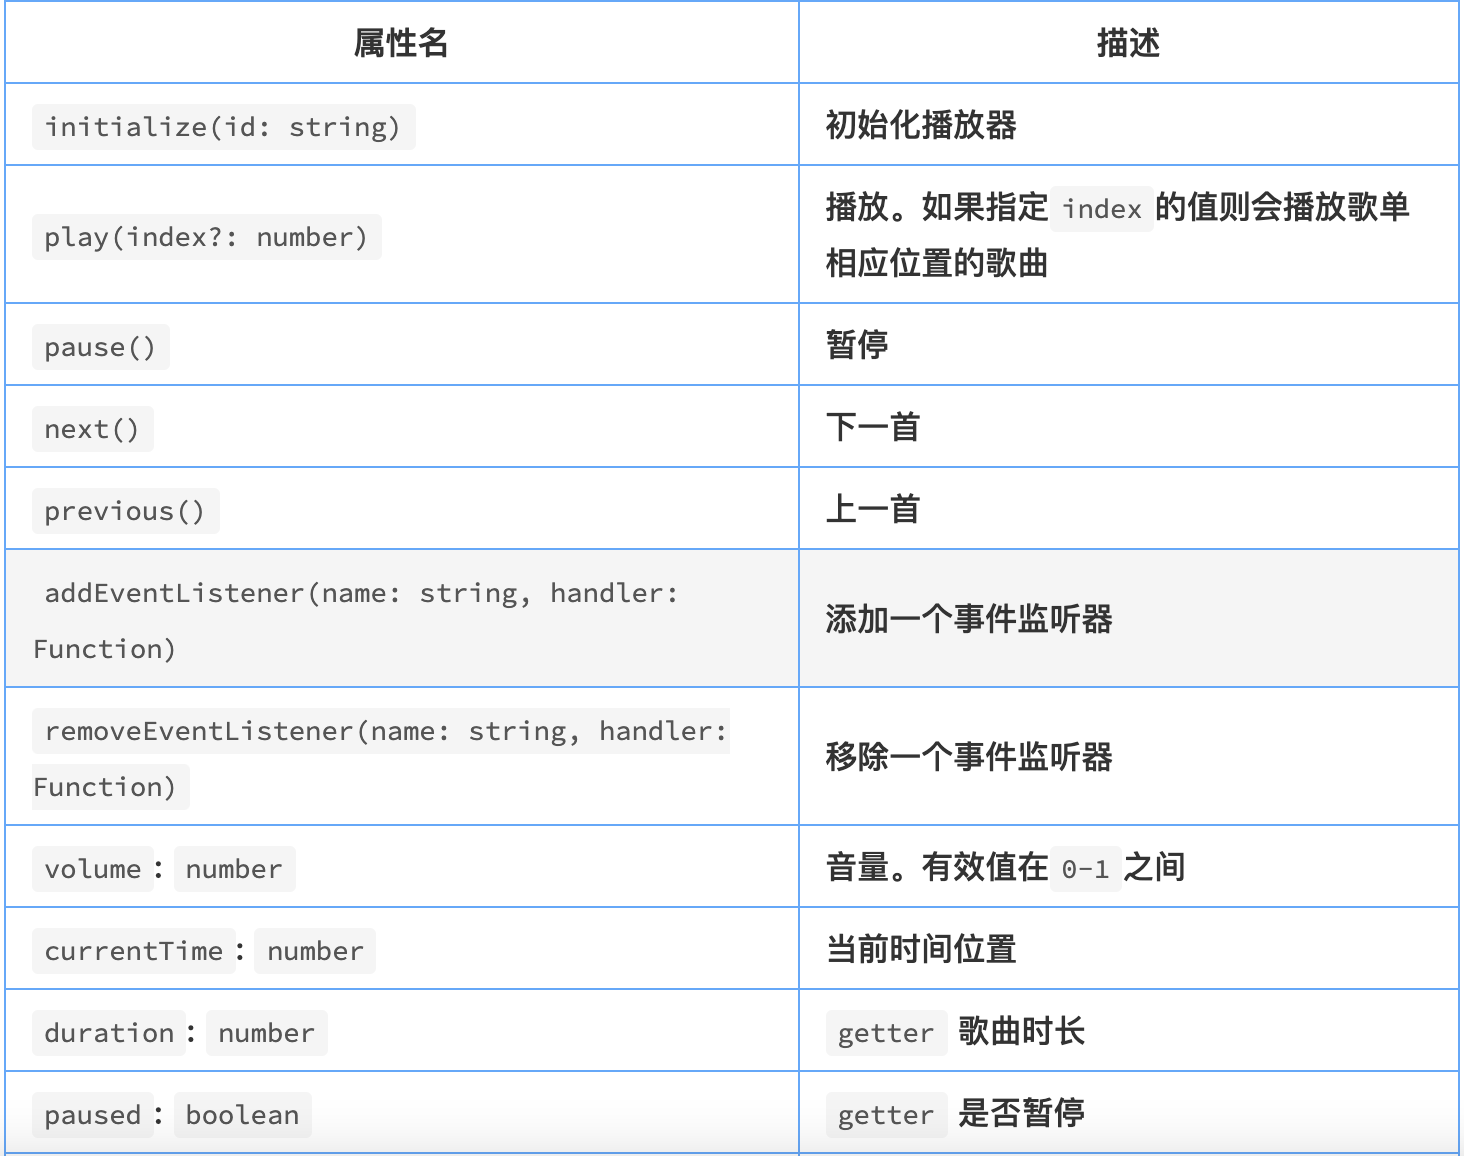 属性名 描述
initialize(id: string) 初始化播放器
play(index?: number) 播放。如果指定 index 的值则会播放歌单
相应位置的歌曲
pause() 暂停
next() 下一首
previous() 上一首
addEventListener(name: string, handler:
Function) 添加一个事件监听器
removeEventListener(name: string, handler:
Function) 移除一个事件监听器
volume : number 音量。有效值在 0-1 之间
currentTime : number 当前时间位置
duration : number getter 歌曲时长
paused : boolean getter 是否暂停